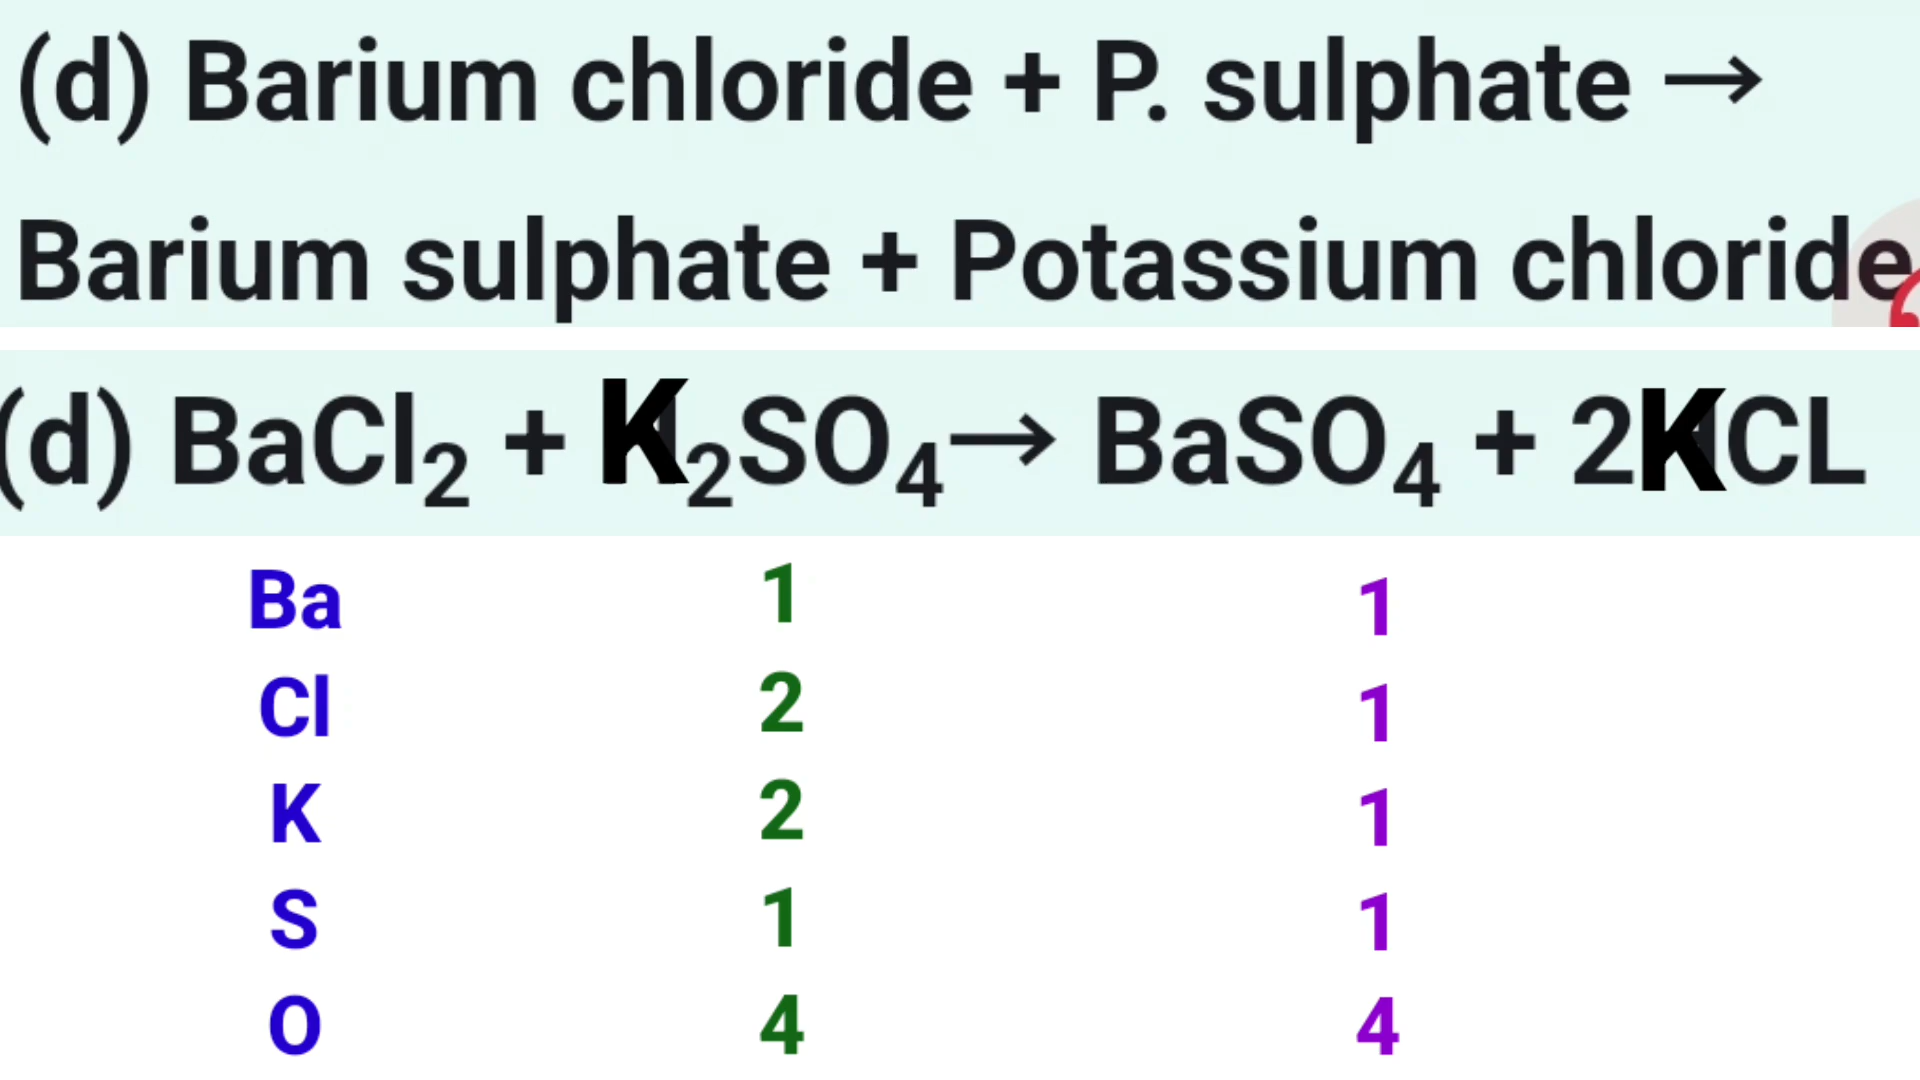 (d) Barium chloride + P. sulphate →
Barium sulphate + Potassium chloride
(d) BaCl₂ + K₂SO₄→ BaSO₄ + 2KCL
Ba 1 1
Cl 2 1
K 2 1
S 1 1
O 4 4